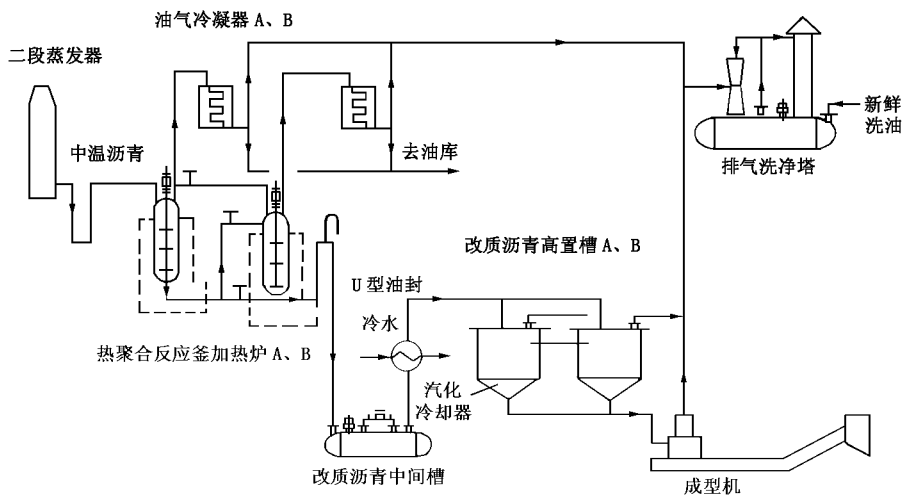 油气冷凝器 A、B
二段蒸发器
中温沥青
去油库
新鲜
洗油
排气洗净塔
改质沥青高置槽 A、B
U 型油封
冷水
热聚合反应釜加热炉 A、B
汽化
冷却器
改质沥青中间槽
成型机